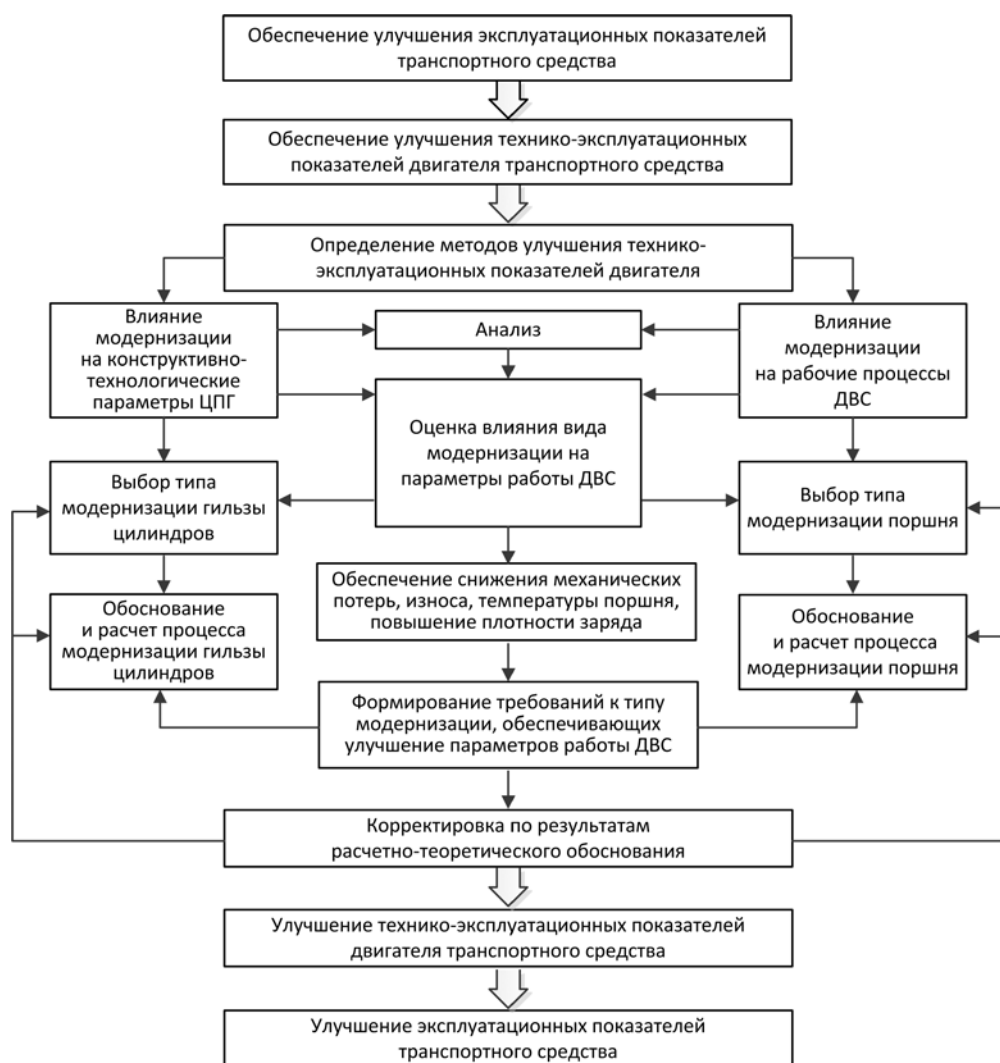 Обеспечение улучшения эксплуатационных показателей
транспортного средства
Обеспечение улучшения технико-эксплуатационных
показателей двигателя транспортного средства
Определение методов улучшения технико-
эксплуатационных показателей двигателя
Влияние
модернизации
на конструктивно-
технологические
параметры ЦПГ
Анализ
Влияние
модернизации
на рабочие процессы
ДВС
Оценка влияния вида
модернизации на
параметры работы ДВС
Выбор типа
модернизации гильзы
цилиндров
Выбор типа
модернизации поршня
Обеспечение снижения механических
потерь, износа, температуры поршня,
повышение плотности заряда
Обоснование
и расчет процесса
модернизации гильзы
цилиндров
Обоснование
и расчет процесса
модернизации поршня
Формирование требований к типу
модернизации, обеспечивающих
улучшение параметров работы ДВС
Корректировка по результатам
расчетно-теоретического обоснования
Улучшение технико-эксплуатационных показателей
двигателя транспортного средства
Улучшение эксплуатационных показателей
транспортного средства